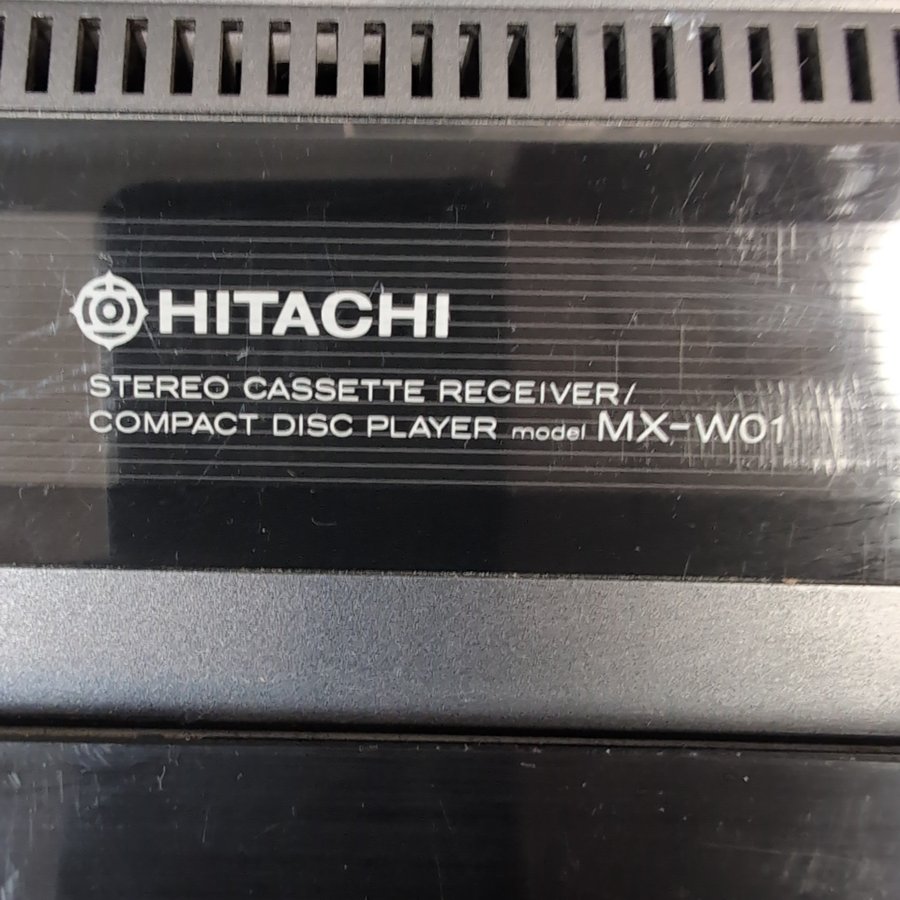 HITACHI
STEREO CASSETTE RECEIVER/
COMPACT DISC PLAYER model MX-W01